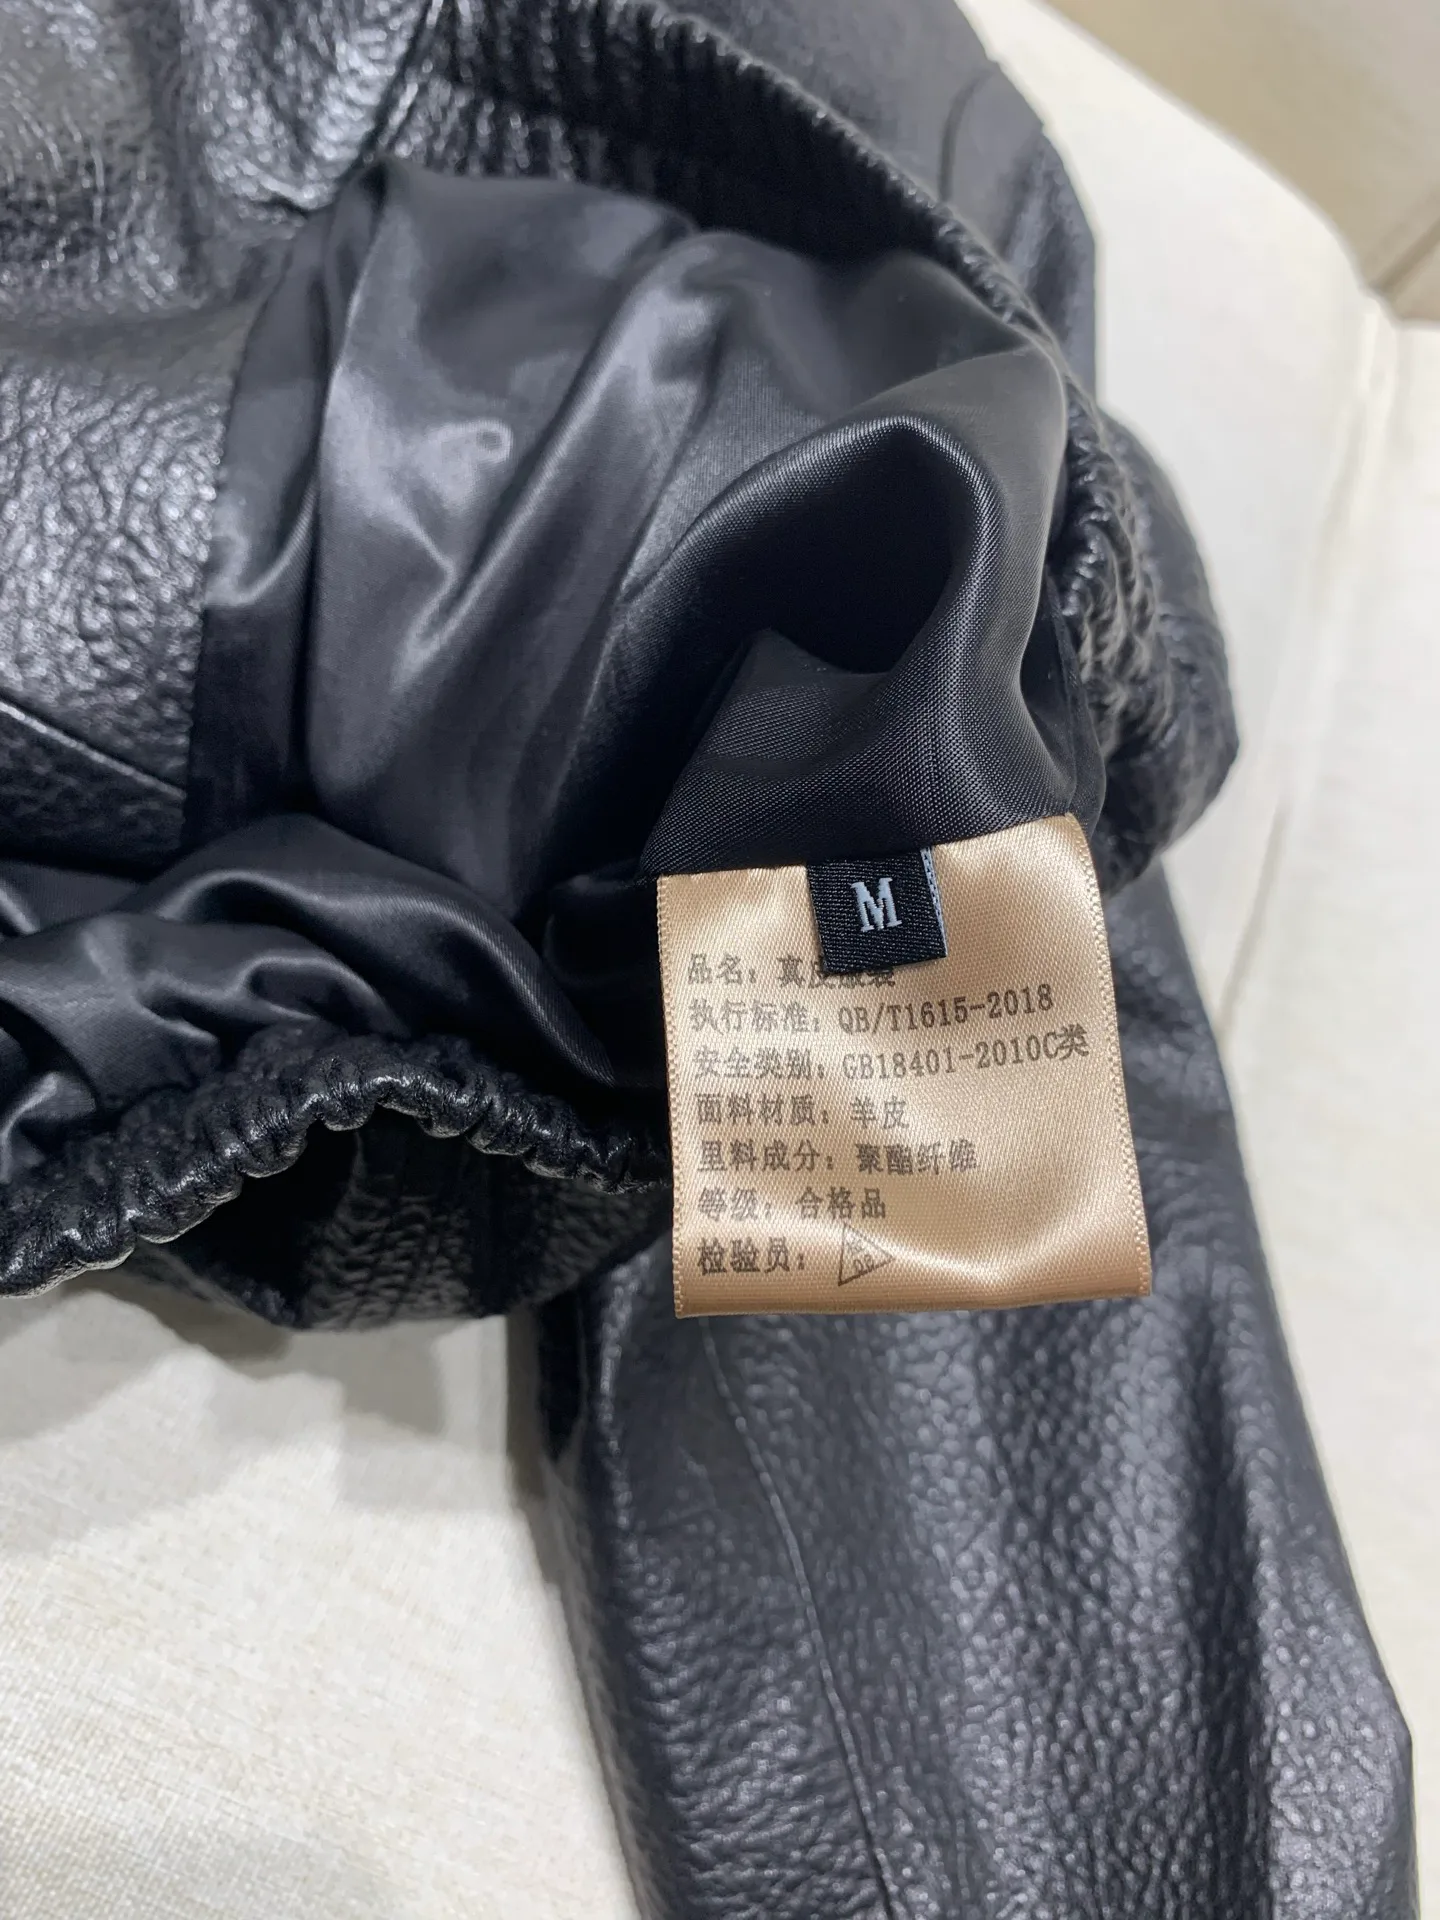 M
品名：真皮服装
执行标准：QB/T1615-2018
安全类别：GB18401-2010C类
面料材质：羊皮
里料成分：聚酯纤维
等级：合格品
检验员：